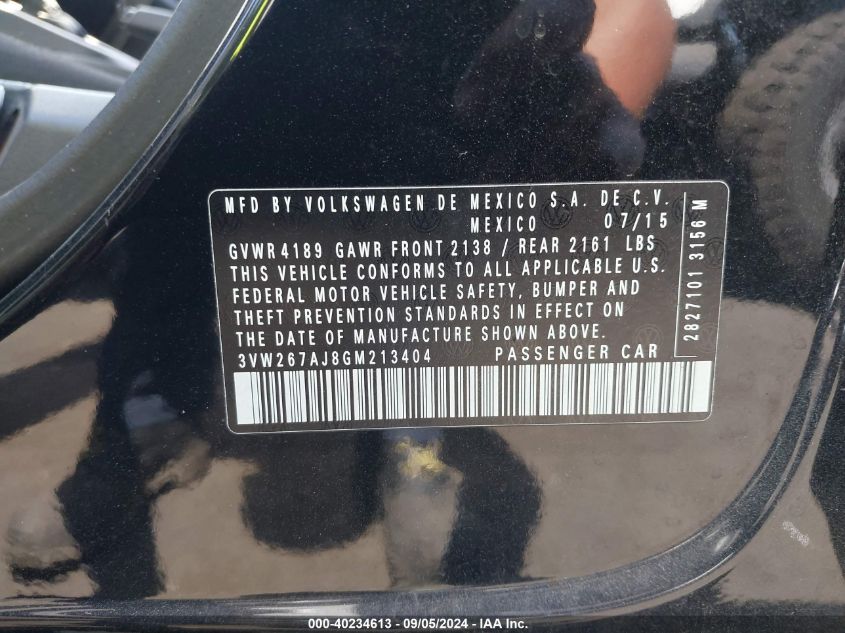 MFD BY VOLKSWAGEN DE MEXICO S.A. DE C.V.
MEXICO 07/15
GVWR 4189 GAWR FRONT 2138 / REAR 2161 LBS
THIS VEHICLE CONFORMS TO ALL APPLICABLE U.S.
FEDERAL MOTOR VEHICLE SAFETY, BUMPER AND
THEFT PREVENTION STANDARDS IN EFFECT ON
THE DATE OF MANUFACTURE SHOWN ABOVE.
3VW267AJ8GM213404 PASSENGER CAR
2827101 3156 M
000-40234613 - 09/05/2024 - IAA Inc.